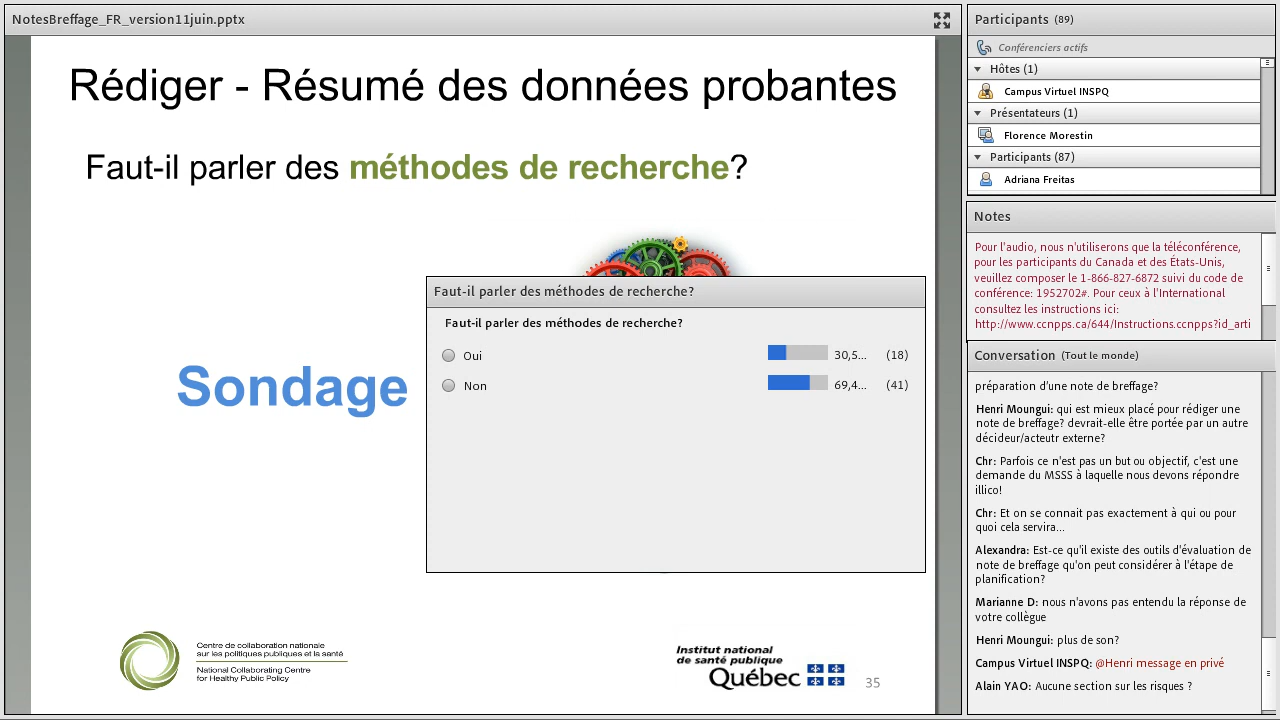 NotesBreffage_FR_version11juin.pptx
Rédiger - Résumé des données probantes
Faut-il parler des méthodes de recherche?
Sondage
Faut-il parler des méthodes de recherche?
Faut-il parler des méthodes de recherche?
Oui 30,5... (18)
Non 69,4... (41)
Centre de collaboration nationale
sur les politiques publiques et la santé
National Collaborating Centre
for Healthy Public Policy
Institut national
de santé publique
Québec
35
Participants (89)
Conférenciers actifs
Hôtes (1)
Campus Virtuel INSPQ
Présentateurs (1)
Florence Morestin
Participants (87)
Adriana Freitas
Notes
Pour l'audio, nous n'utiliserons que la téléconférence,
pour les participants du Canada et des États-Unis,
veuillez composer le 1-866-827-6872 suivi du code de
conférence: 1952702#. Pour ceux à l'International
consultez les instructions ici:
http://www.ccnpps.ca/644/Instructions.ccnpps?id_arti
Conversation (Tout le monde)
préparation d'une note de breffage?
Henri Moungui: qui est mieux placé pour rédiger une
note de breffage? devrait-elle être portée par un autre
décideur/acteutr externe?
Chr: Parfois ce n'est pas un but ou objectif, c'est une
demande du MSSS à laquelle nous devons répondre
illico!
Chr: Et on se connait pas exactement à qui ou pour
quoi cela servira...
Alexandra: Est-ce qu'il existe des outils d'évaluation de
note de breffage qu'on peut considérer à l'étape de
planification?
Marianne D: nous n'avons pas entendu la réponse de
votre collègue
Henri Moungui: plus de son?
Campus Virtuel INSPQ: @Henri message en privé
Alain YAO: Aucune section sur les risques ?